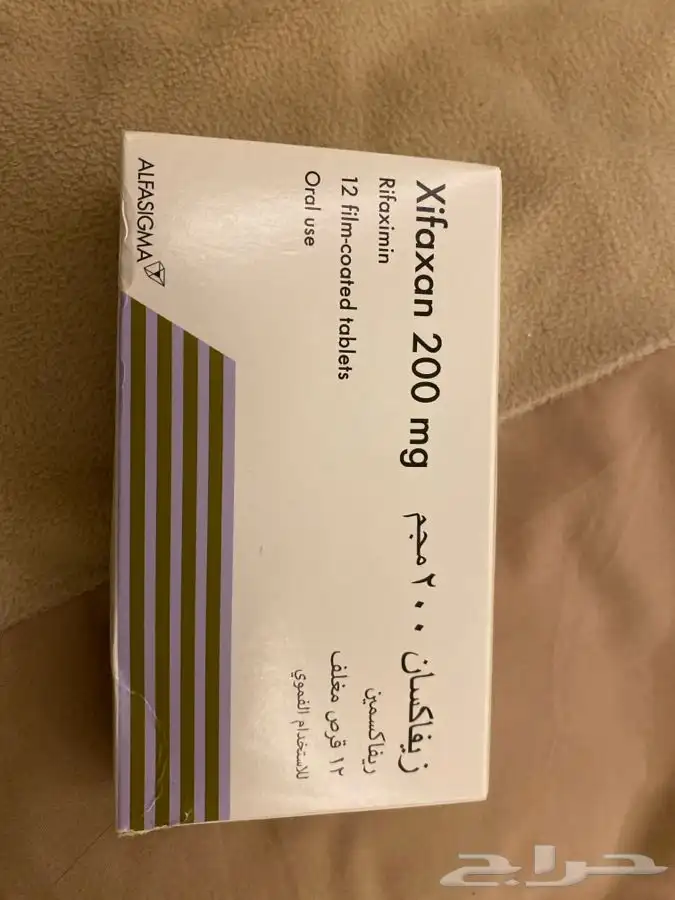 Xifaxan 200 mg
Rifaximin
12 film-coated tablets
Oral use
زيفاكسان ٢٠٠ مجم
ريفاكسمين
١٢ قرص مغلف
للاستخدام الفموي
ALFASIGMA
حراج